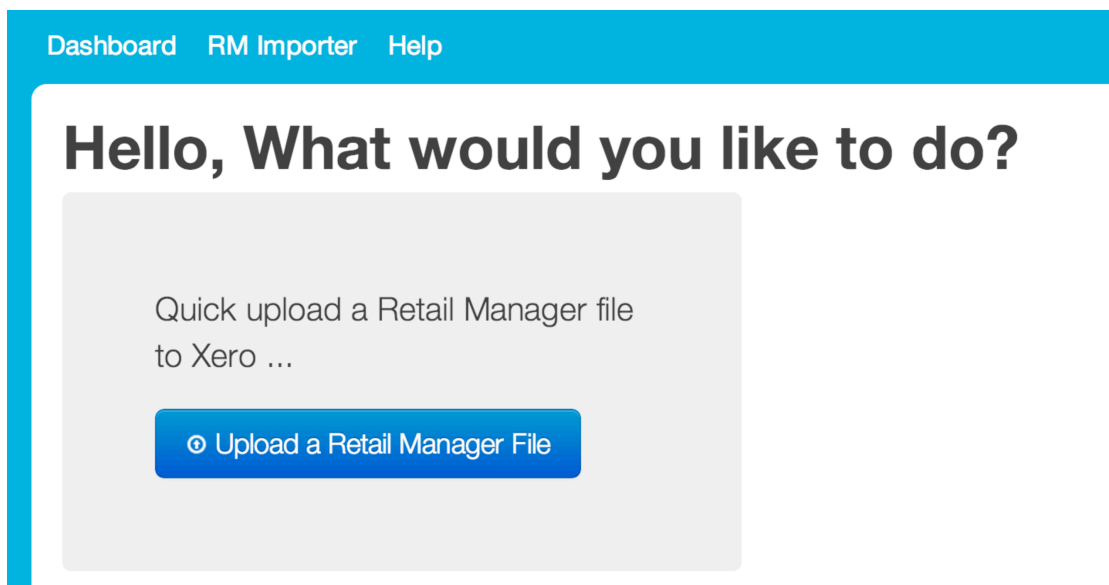 Dashboard RM Importer Help
Hello, What would you like to do?
Quick upload a Retail Manager file
to Xero ...
Upload a Retail Manager File